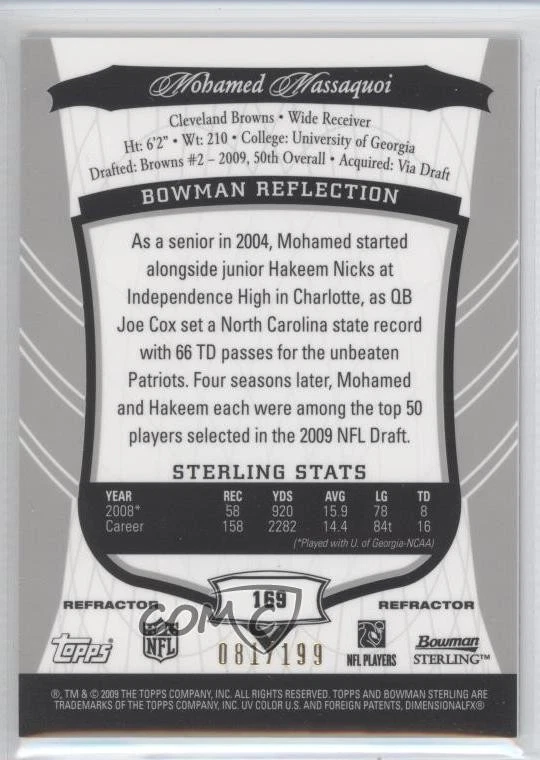 Mohamed Massaquoi
Cleveland Browns • Wide Receiver
Ht: 6'2" • Wt: 210 • College: University of Georgia
Drafted: Browns #2 – 2009, 50th Overall • Acquired: Via Draft
BOWMAN REFLECTION
As a senior in 2004, Mohamed started
alongside junior Hakeem Nicks at
Independence High in Charlotte, as QB
Joe Cox set a North Carolina state record
with 66 TD passes for the unbeaten
Patriots. Four seasons later, Mohamed
and Hakeem each were among the top 50
players selected in the 2009 NFL Draft.
STERLING STATS
YEAR REC YDS AVG LG TD
2008* 58 920 15.9 78 8
Career 158 2282 14.4 84t 16
(*Played with U. of Georgia-NCAA)
169
REFRACTOR REFRACTOR
COMC
topps NFL 081/199 NFL PLAYERS Bowman
STERLING™
®, TM & © 2009 THE TOPPS COMPANY, INC. ALL RIGHTS RESERVED. TOPPS AND BOWMAN STERLING ARE
TRADEMARKS OF THE TOPPS COMPANY, INC. UV COLOR U.S. AND FOREIGN PATENTS, DIMENSIONALFX®